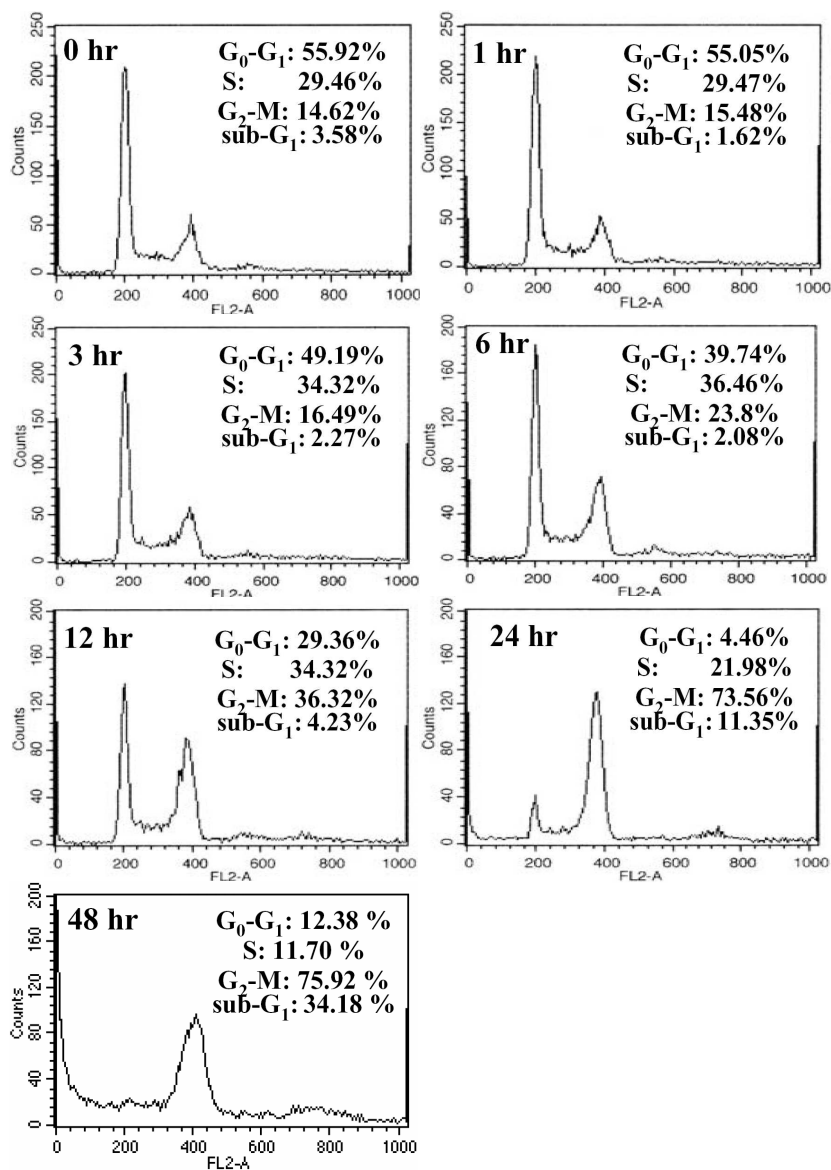 0 hr
G0-G1: 55.92%
S: 29.46%
G2-M: 14.62%
sub-G1: 3.58%
Counts
0 50 100 150 200 250
0 200 400 600 800 1000
FL2-A
1 hr
G0-G1: 55.05%
S: 29.47%
G2-M: 15.48%
sub-G1: 1.62%
Counts
0 50 100 150 200 250
0 200 400 600 800 1000
FL2-A
3 hr
G0-G1: 49.19%
S: 34.32%
G2-M: 16.49%
sub-G1: 2.27%
Counts
0 50 100 150 200 250
0 200 400 600 800 1000
FL2-A
6 hr
G0-G1: 39.74%
S: 36.46%
G2-M: 23.8%
sub-G1: 2.08%
Counts
0 40 80 120 160 200
0 200 400 600 800 1000
FL2-A
12 hr
G0-G1: 29.36%
S: 34.32%
G2-M: 36.32%
sub-G1: 4.23%
Counts
0 40 80 120 160 200
0 200 400 600 800 1000
FL2-A
24 hr
G0-G1: 4.46%
S: 21.98%
G2-M: 73.56%
sub-G1: 11.35%
Counts
0 40 80 120 160 200
0 200 400 600 800 1000
FL2-A
48 hr
G0-G1: 12.38 %
S: 11.70 %
G2-M: 75.92 %
sub-G1: 34.18 %
Counts
0 40 80 120 160 200
0 200 400 600 800 1000
FL2-A